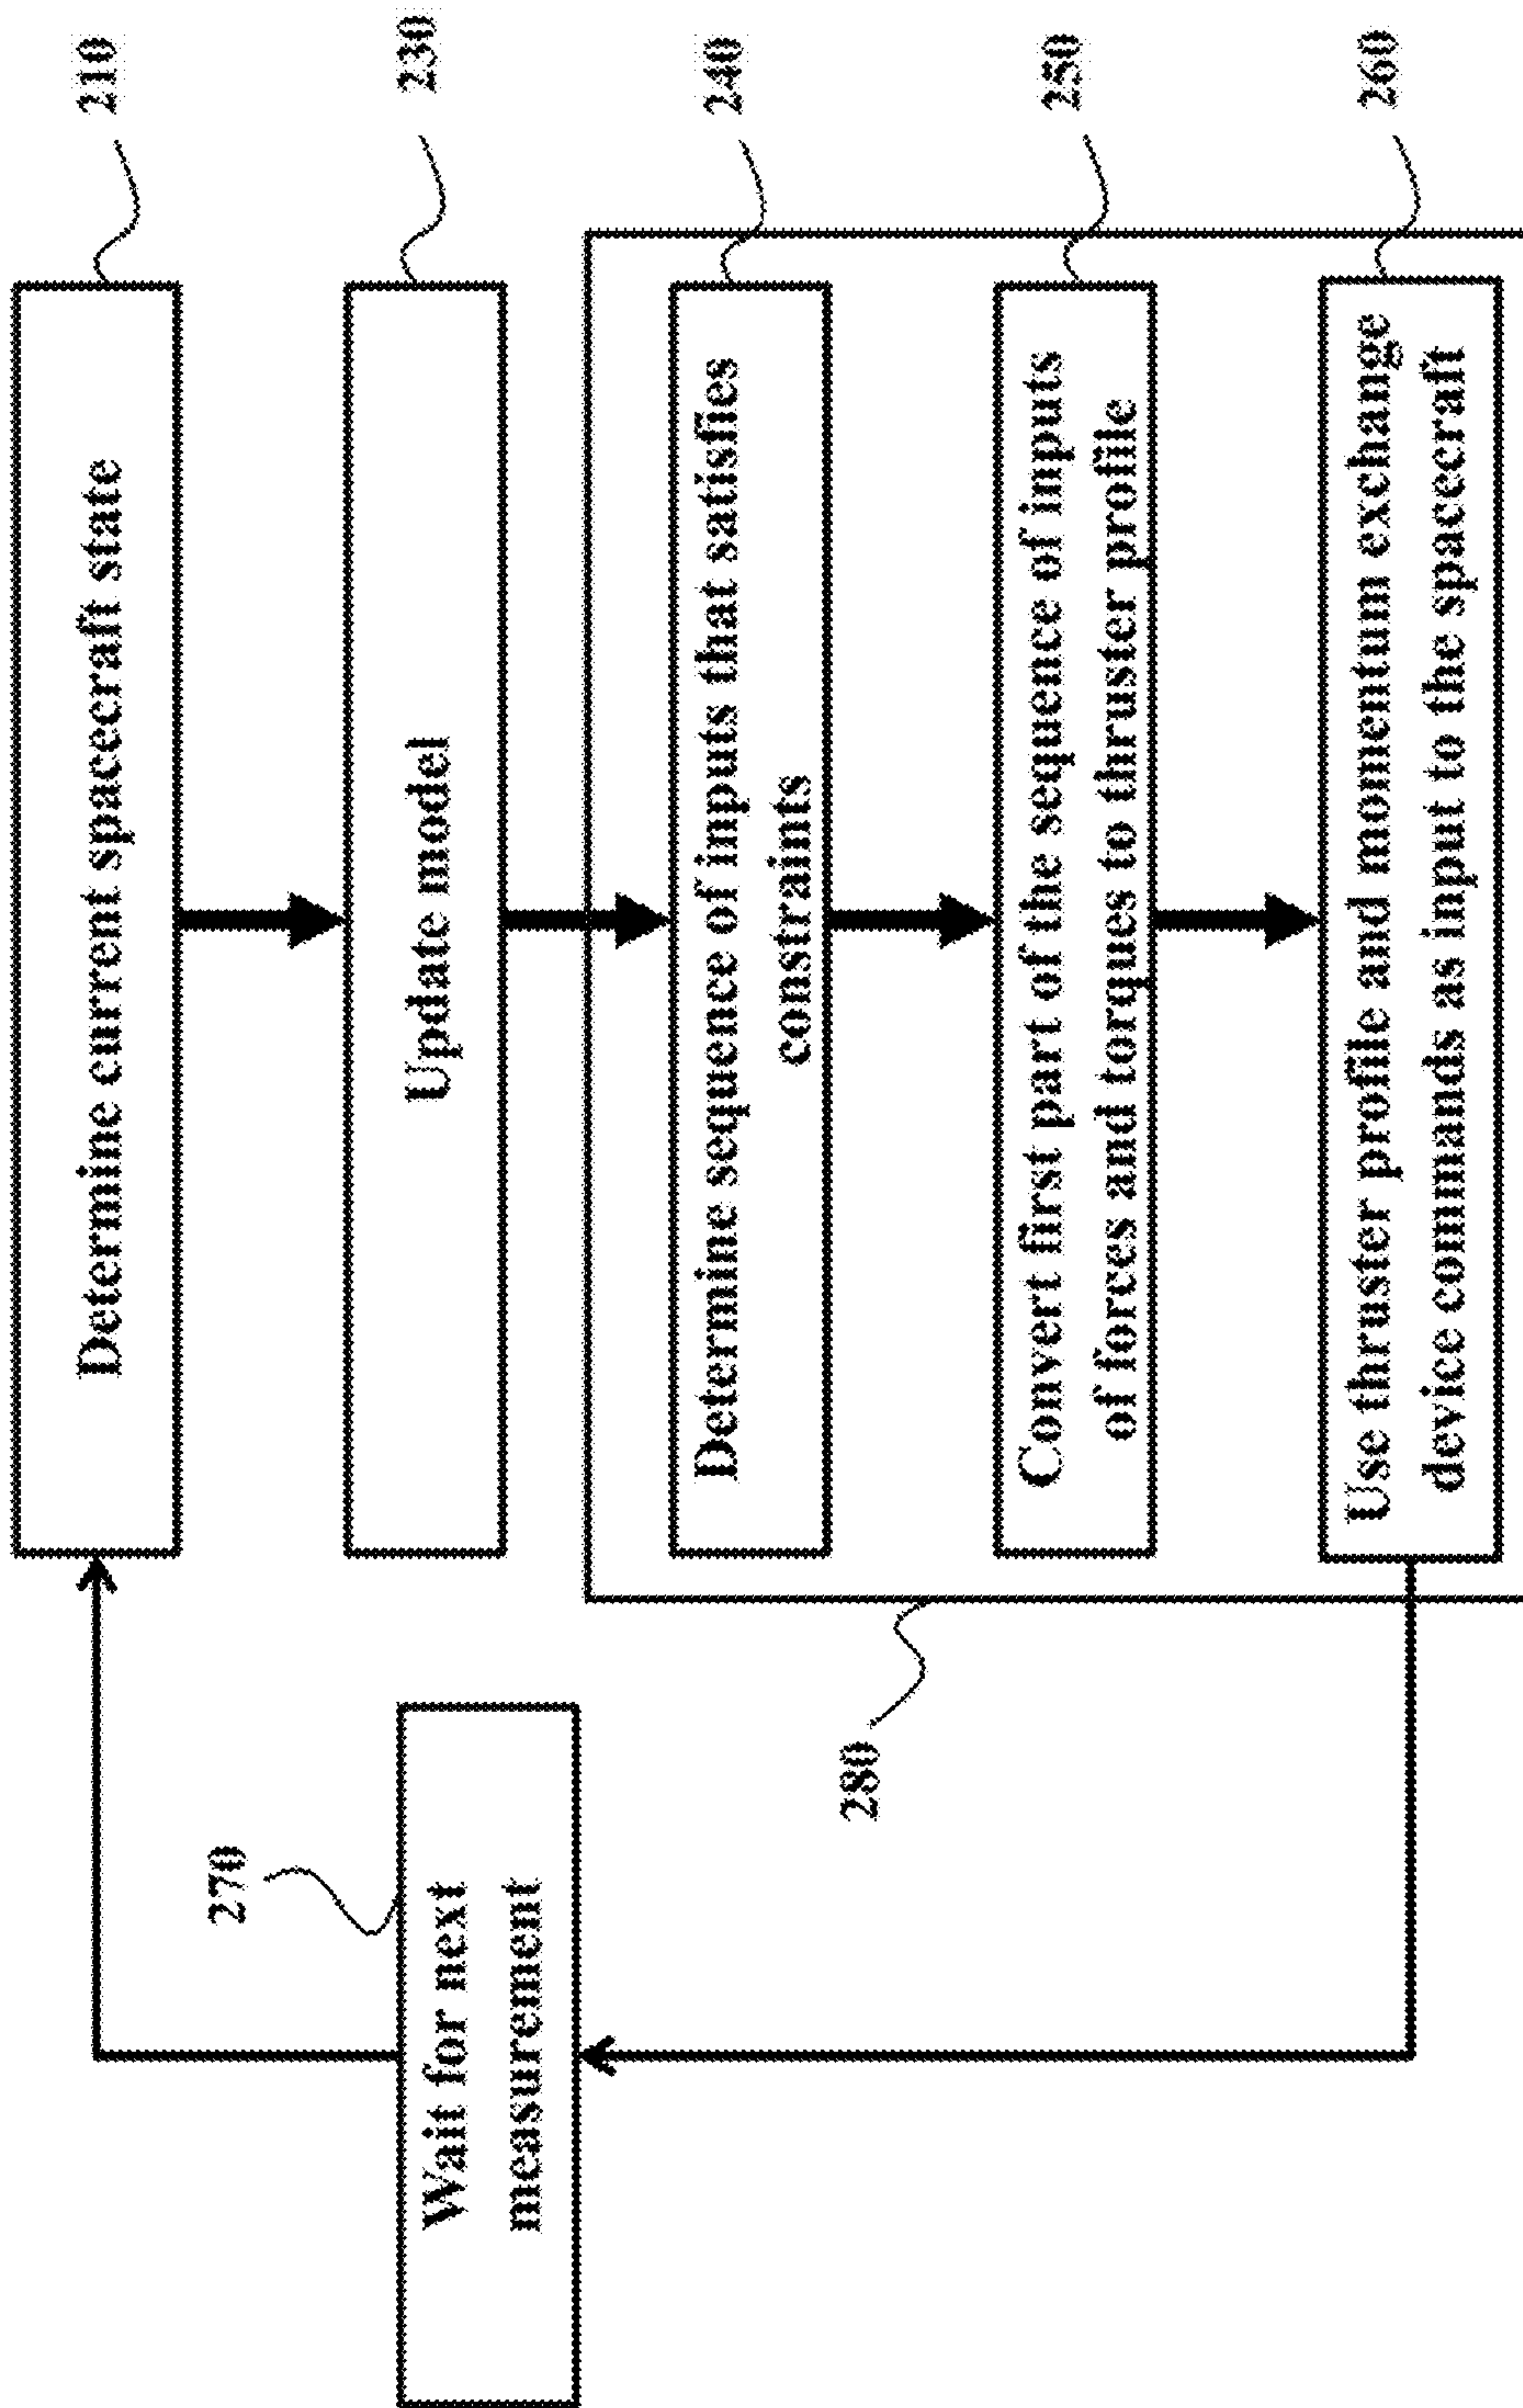 Determine current spacecraft state
210
Update model
230
Determine sequence of inputs that satisfies
constraints
240
Convert first part of the sequence of inputs
of forces and torques to thruster profile
250
Use thruster profile and momentum exchange
device commands as input to the spacecraft
260
270
Wait for next
measurement
280